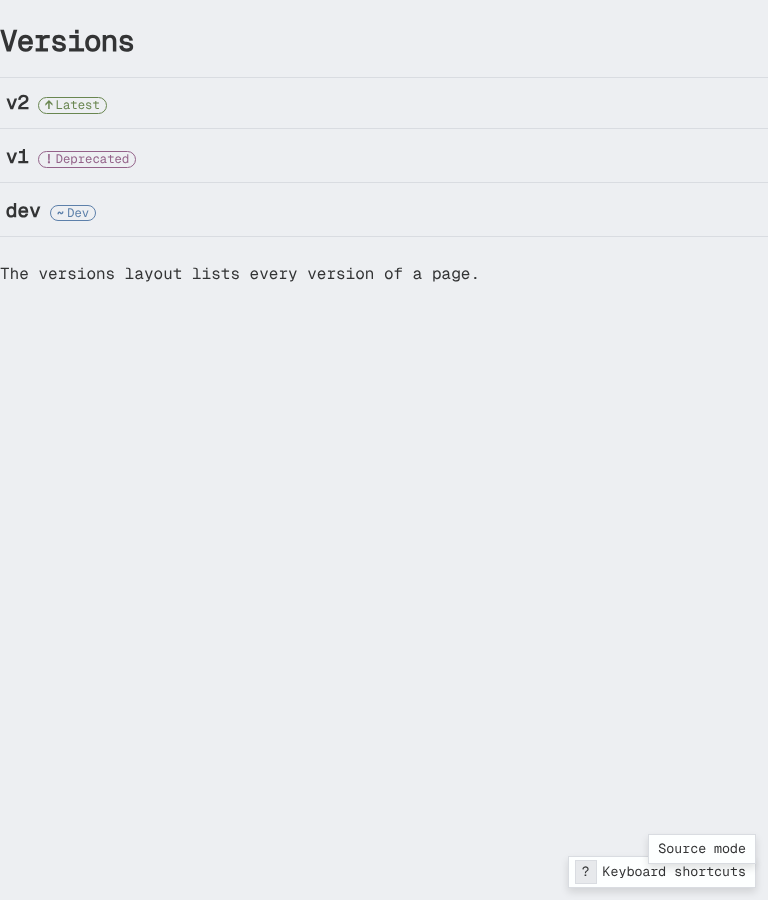 Versions
v2 ↑ Latest
v1 ! Deprecated
dev ~ Dev
The versions layout lists every version of a page.
Source mode
? Keyboard shortcuts